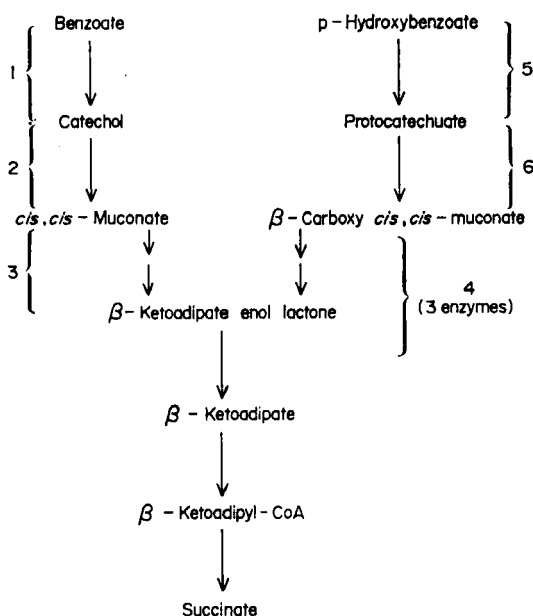 Benzoate
p-Hydroxybenzoate
1
5
Catechol
Protocatechuate
2
6
cis,cis-Muconate
β-Carboxy cis,cis-muconate
3
4
(3 enzymes)
β-Ketoadipate enol lactone
β-Ketoadipate
β-Ketoadipyl-CoA
Succinate